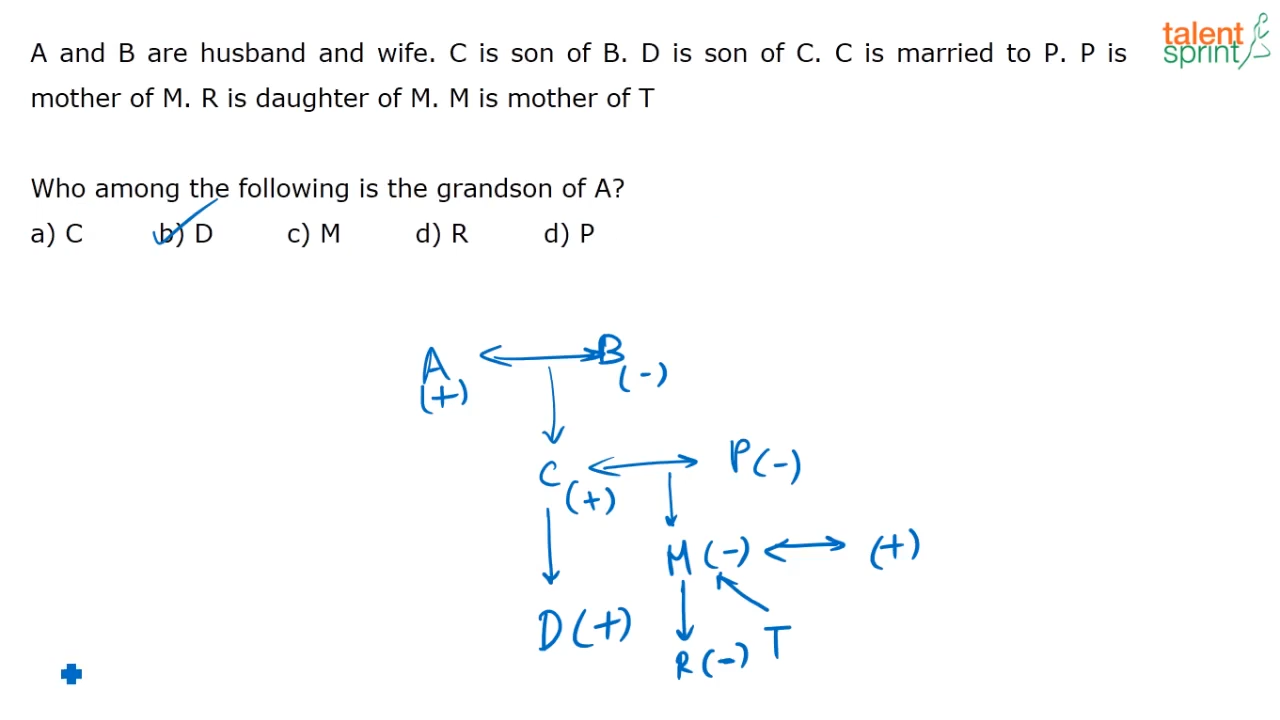 talent
sprint
A and B are husband and wife. C is son of B. D is son of C. C is married to P. P is
mother of M. R is daughter of M. M is mother of T
Who among the following is the grandson of A?
a) C b) D c) M d) R d) P
A B
(+) (-)
C P(-)
(+)
M (-) (+)
D(+) R(-) T